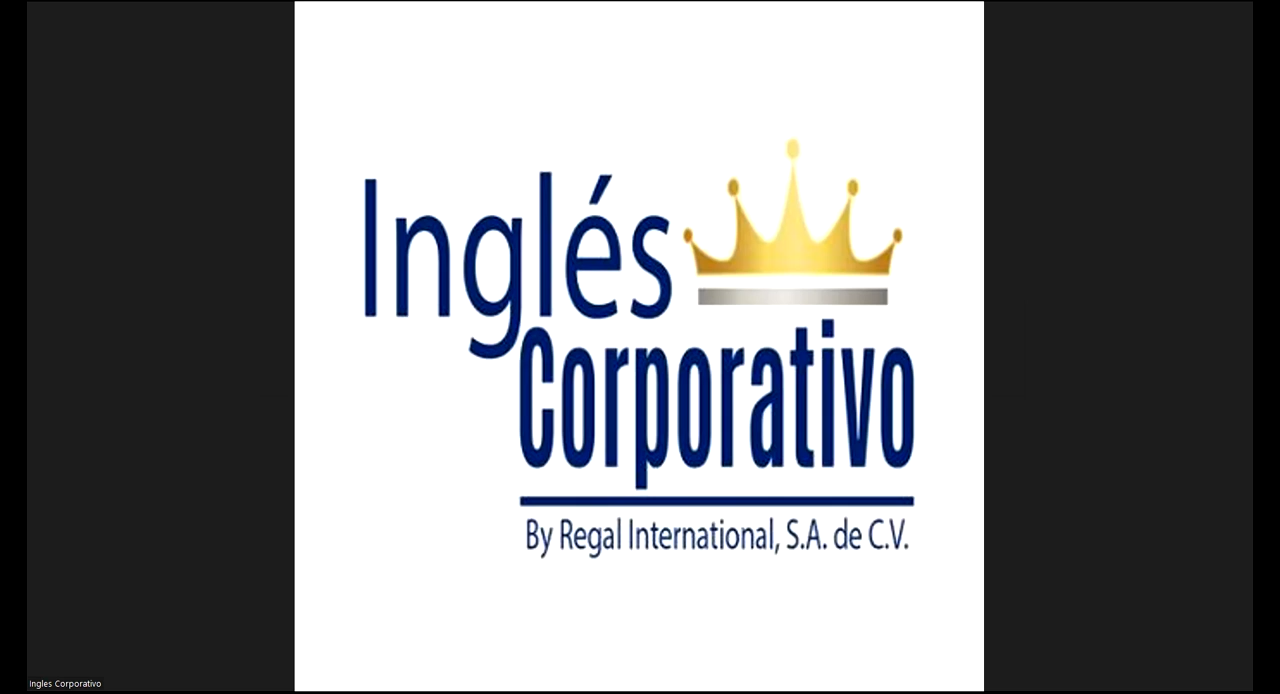 Inglés
Corporativo
By Regal International, S.A. de C.V.
Ingles Corporativo